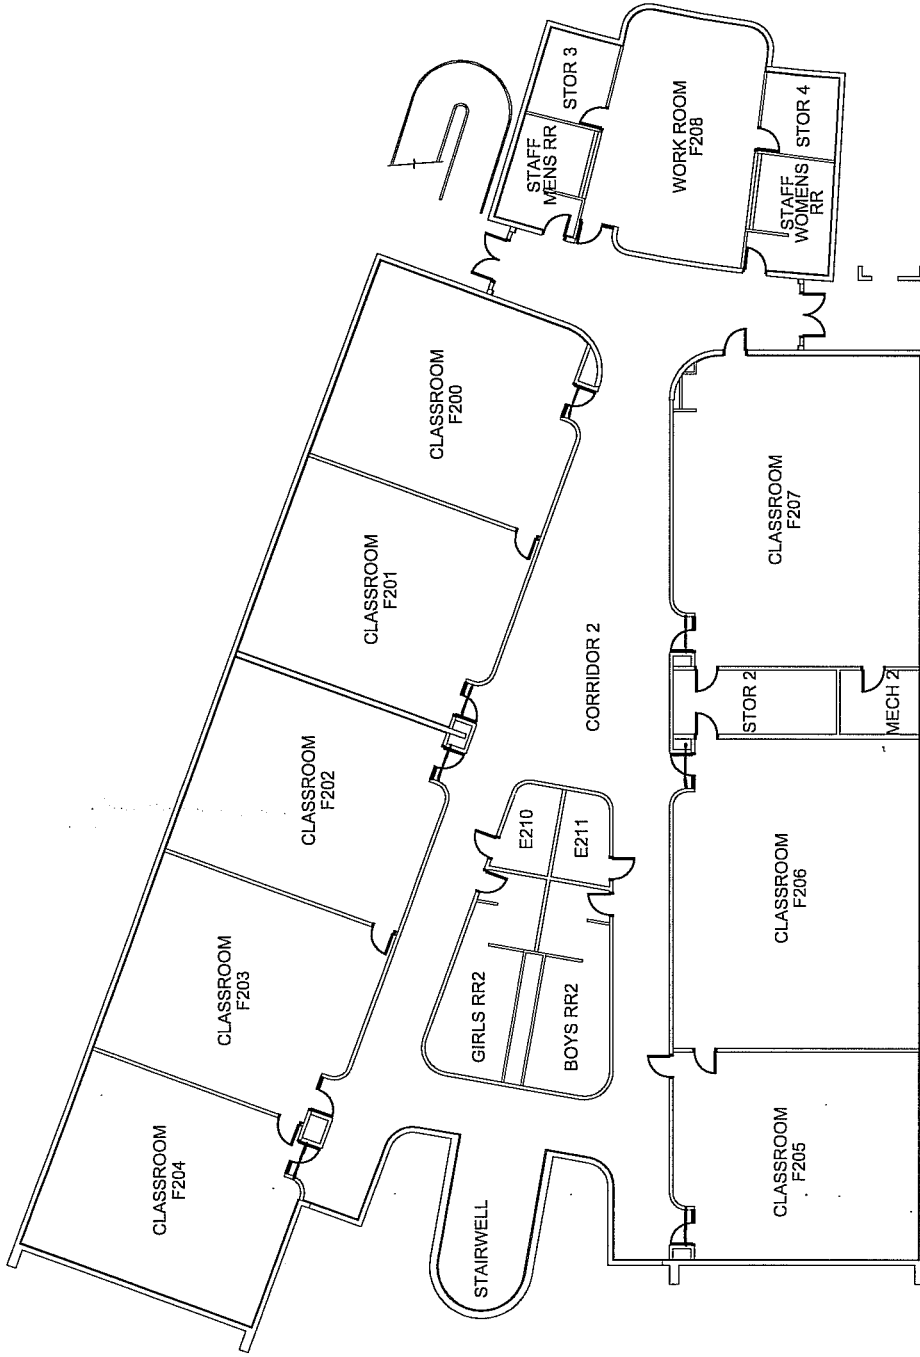 STOR 3
STAFF
MENS RR
WORK ROOM
F208
STOR 4
STAFF
WOMENS
RR
CLASSROOM
F200
CLASSROOM
F201
CLASSROOM
F202
CLASSROOM
F203
CLASSROOM
F204
CORRIDOR 2
E210
E211
GIRLS RR2
BOYS RR2
STAIRWELL
CLASSROOM
F207
STOR 2
MECH 2
CLASSROOM
F206
CLASSROOM
F205